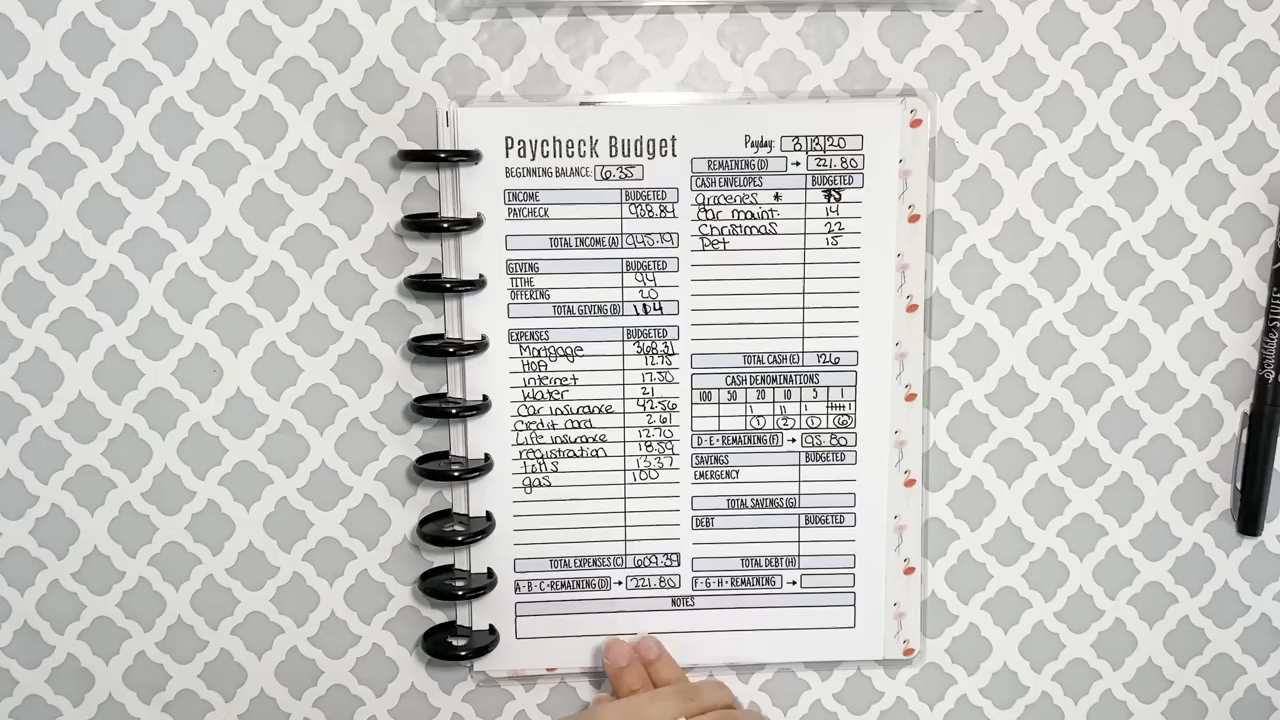 Paycheck Budget
BEGINNING BALANCE: 6.35
INCOME BUDGETED
PAYCHECK 938.84
TOTAL INCOME (A) 945.19
GIVING BUDGETED
TITHE 94
OFFERING 20
TOTAL GIVING (B) 114
EXPENSES BUDGETED
Mortgage 368.31
HOA 12.75
Internet 17.50
Water 21
Car insurance 42.56
Credit card 2.61
Life insurance 12.70
registration 18.59
tolls 13.37
gas 100
TOTAL EXPENSES (C) 609.39
A - B - C = REMAINING (D) → 221.80
NOTES
Payday: 3|13|20
REMAINING (D) → 221.80
CASH ENVELOPES BUDGETED
groceries * 75
Car maint. 14
Christmas 22
Pet 15
TOTAL CASH (E) 126
CASH DENOMINATIONS
100 50 20 10 5 1
1 2 1 6
D - E = REMAINING (F) → 95.80
SAVINGS BUDGETED
EMERGENCY
TOTAL SAVINGS (G)
DEBT BUDGETED
TOTAL DEBT (H)
F - G - H = REMAINING →